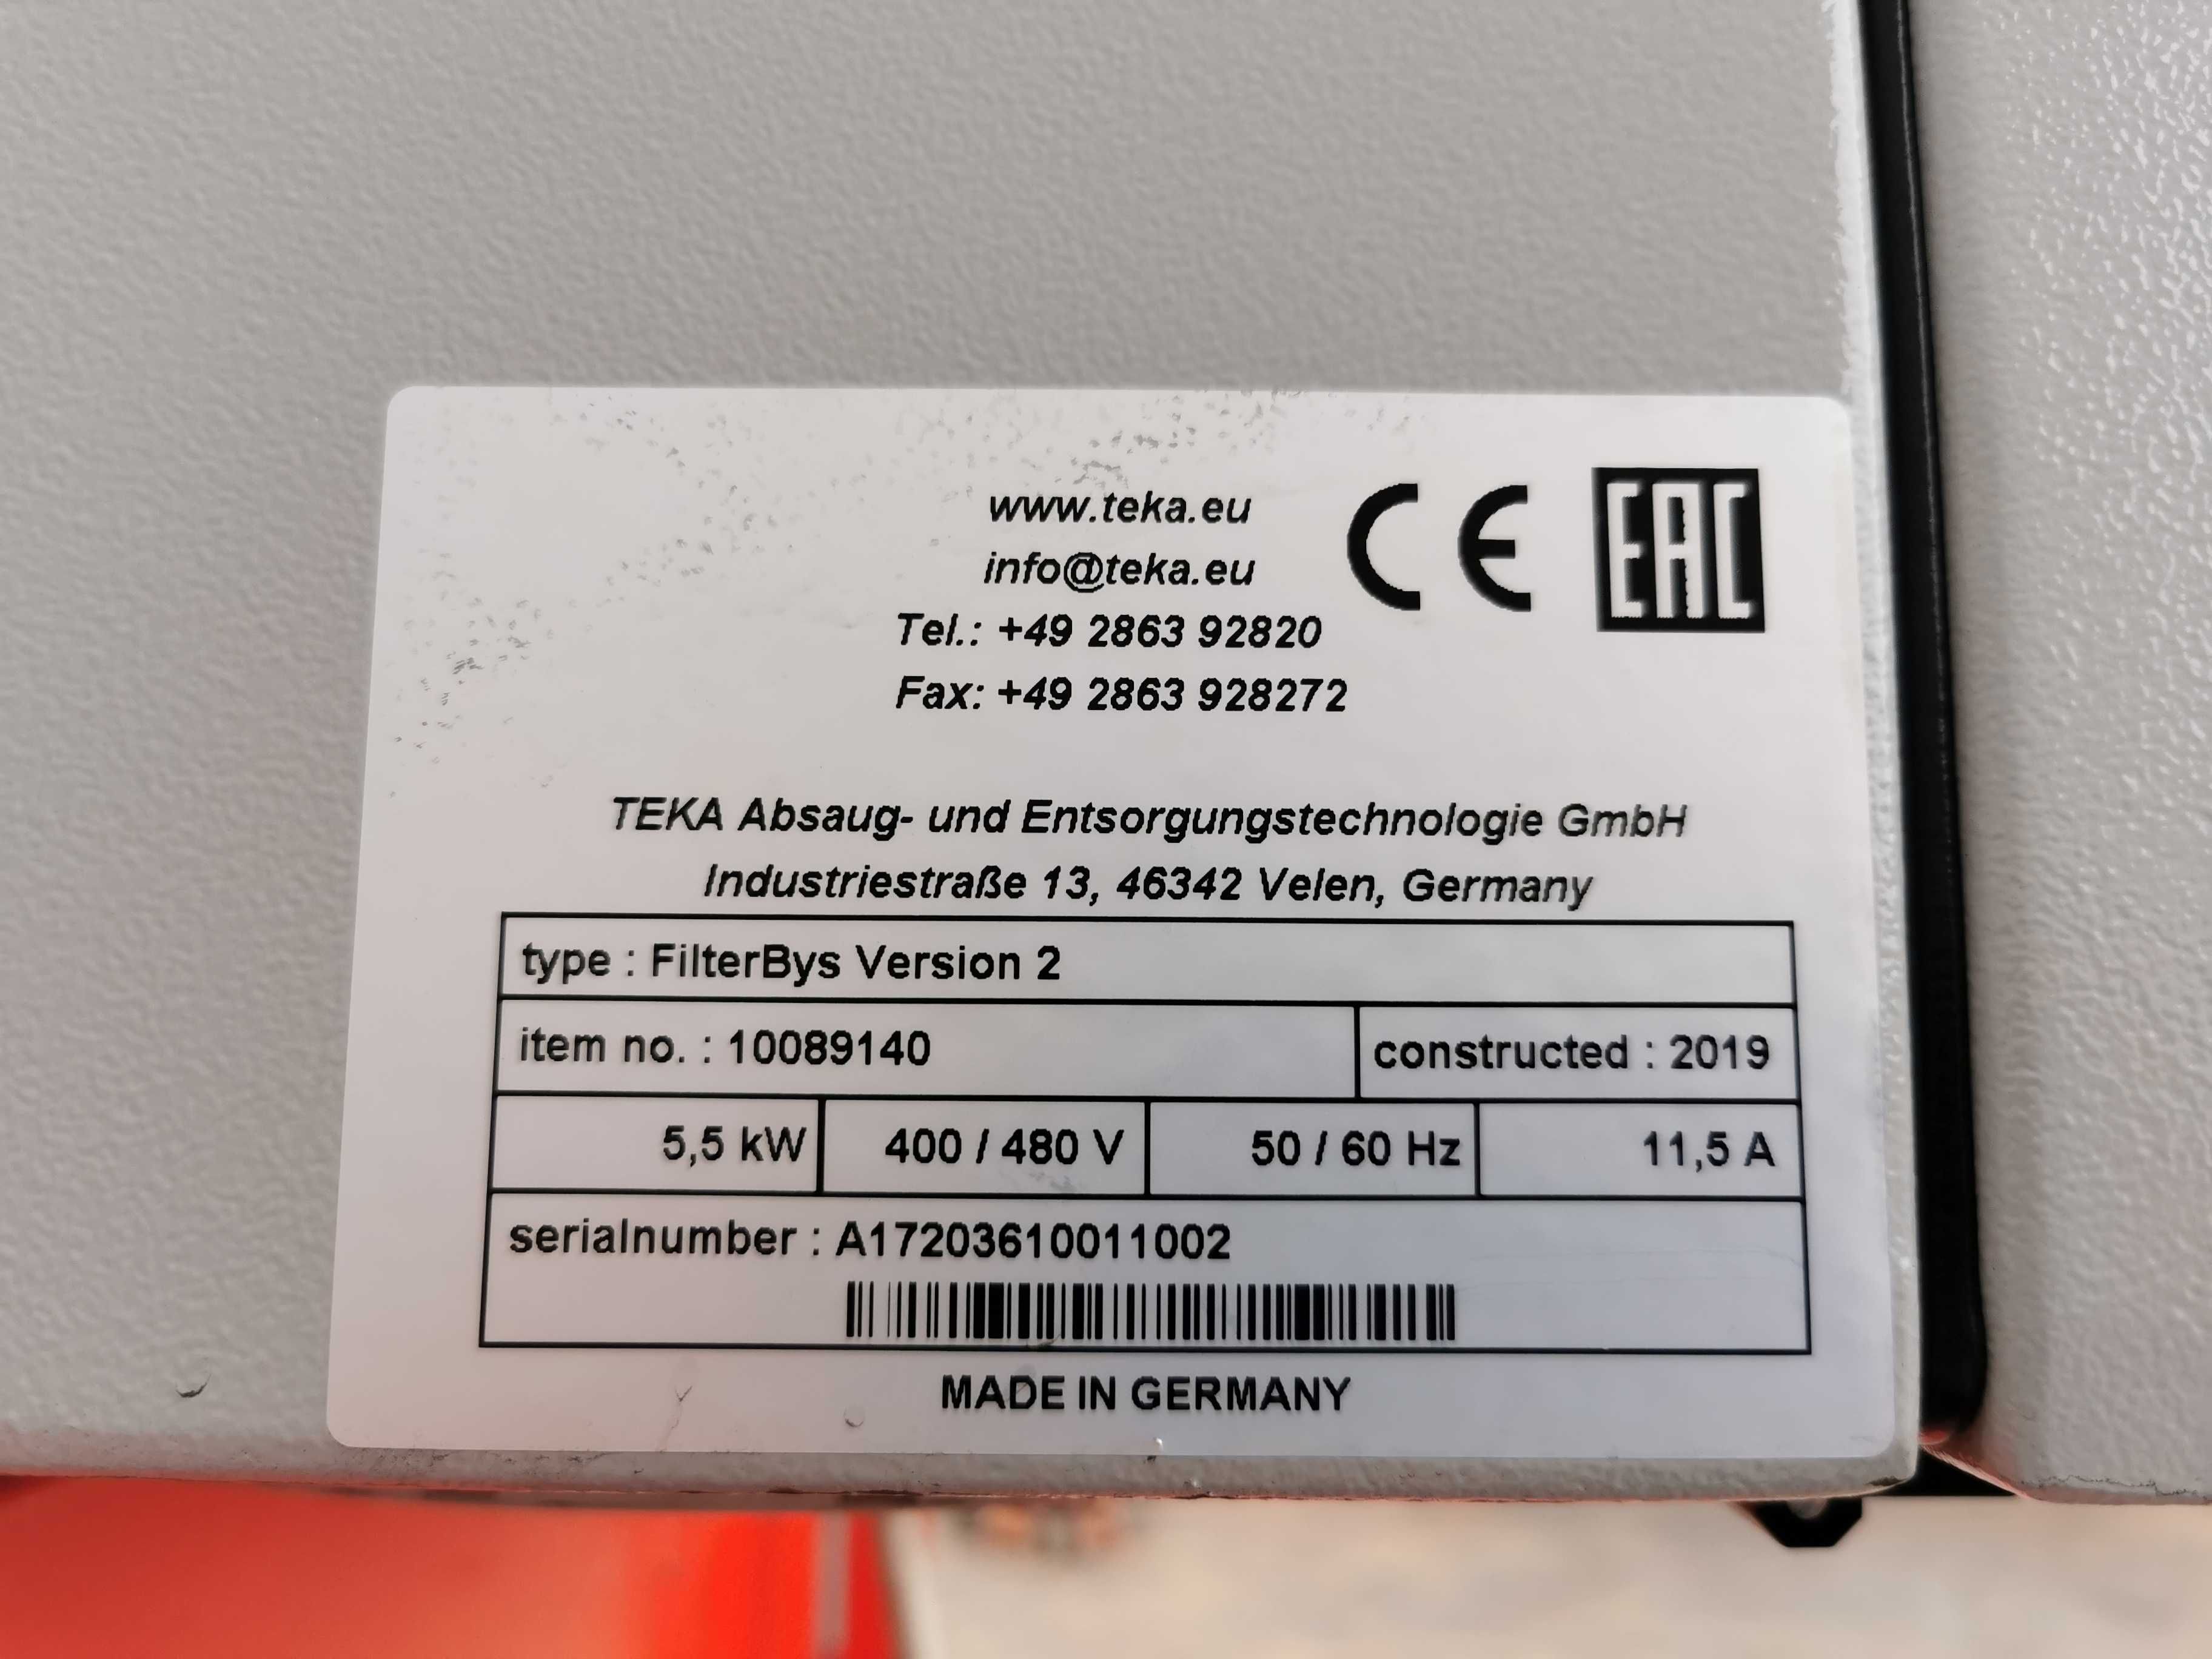 www.teka.eu
info@teka.eu
Tel.: +49 2863 92820
Fax: +49 2863 928272
CE
EAC
TEKA Absaug- und Entsorgungstechnologie GmbH
Industriestraße 13, 46342 Velen, Germany
type : FilterBys Version 2
item no. : 10089140 constructed : 2019
5,5 kW 400 / 480 V 50 / 60 Hz 11,5 A
serialnumber : A17203610011002
MADE IN GERMANY